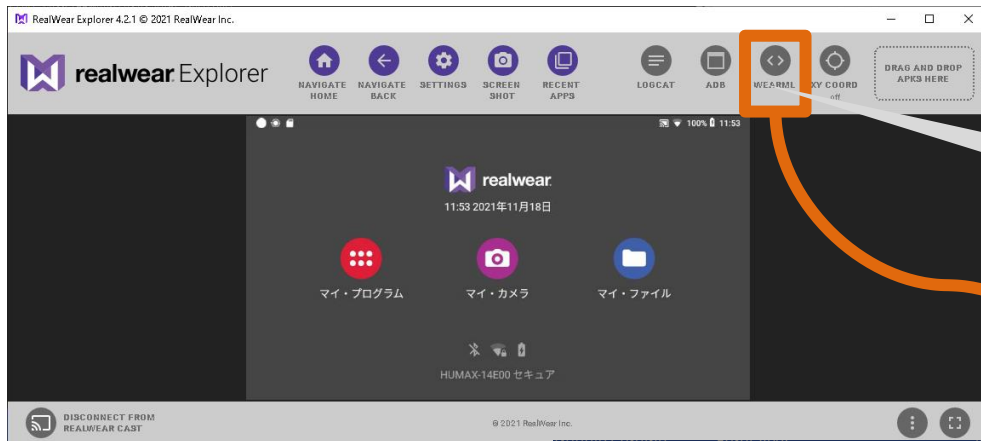 RealWear Explorer 4.2.1 © 2021 RealWear Inc.
realwear Explorer
NAVIGATE HOME
NAVIGATE BACK
SETTINGS
SCREEN SHOT
RECENT APPS
LOGCAT
ADB
WEARML
XY COORD
off
DRAG AND DROP
APKS HERE
100% 11:53
realwear
11:53 2021年11月18日
マイ・プログラム
マイ・カメラ
マイ・ファイル
HUMAX-14E00 セキュア
DISCONNECT FROM
REALWEAR CAST
© 2021 RealWear Inc.